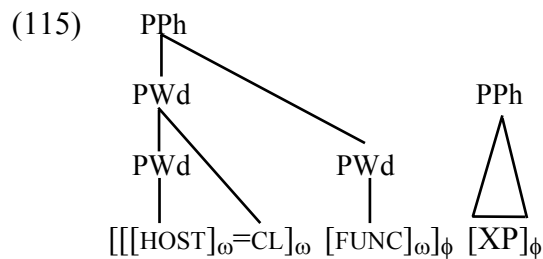 (115) PPh
PWd PPh
PWd PWd
[[[HOST]ω=CL]ω [FUNC]ω]ϕ [XP]ϕ